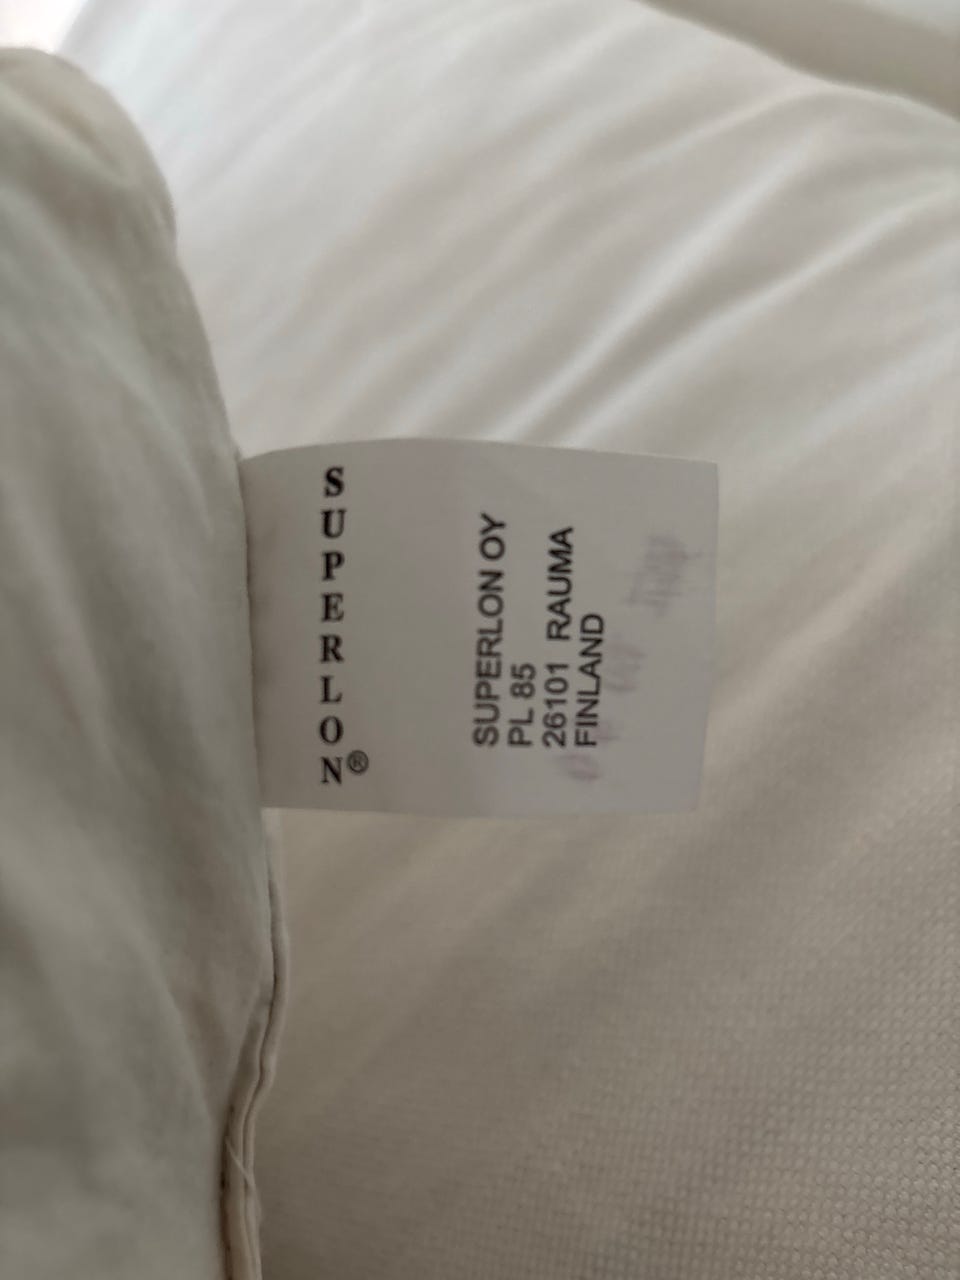 SUPERLON®
SUPERLON OY
PL 85
26101 RAUMA
FINLAND